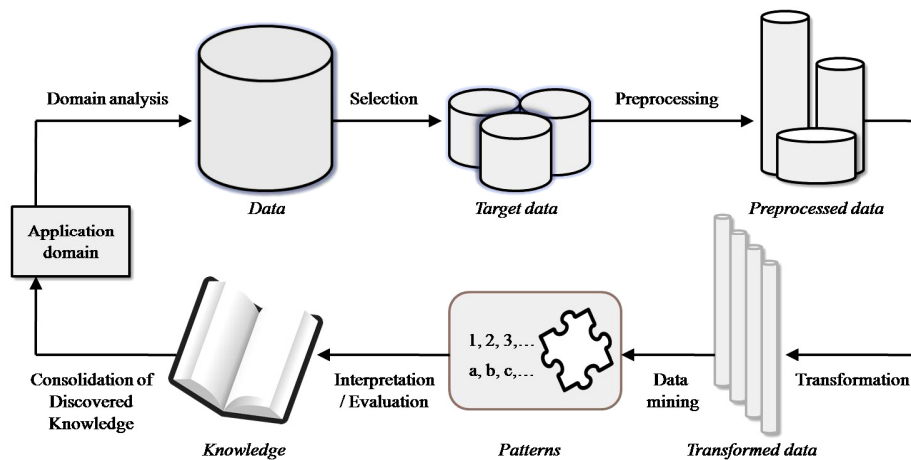 Domain analysis
Selection
Preprocessing
Data
Target data
Preprocessed data
Application
domain
1, 2, 3,...
a, b, c,...
Consolidation of
Discovered
Knowledge
Interpretation
/ Evaluation
Data
mining
Transformation
Knowledge
Patterns
Transformed data